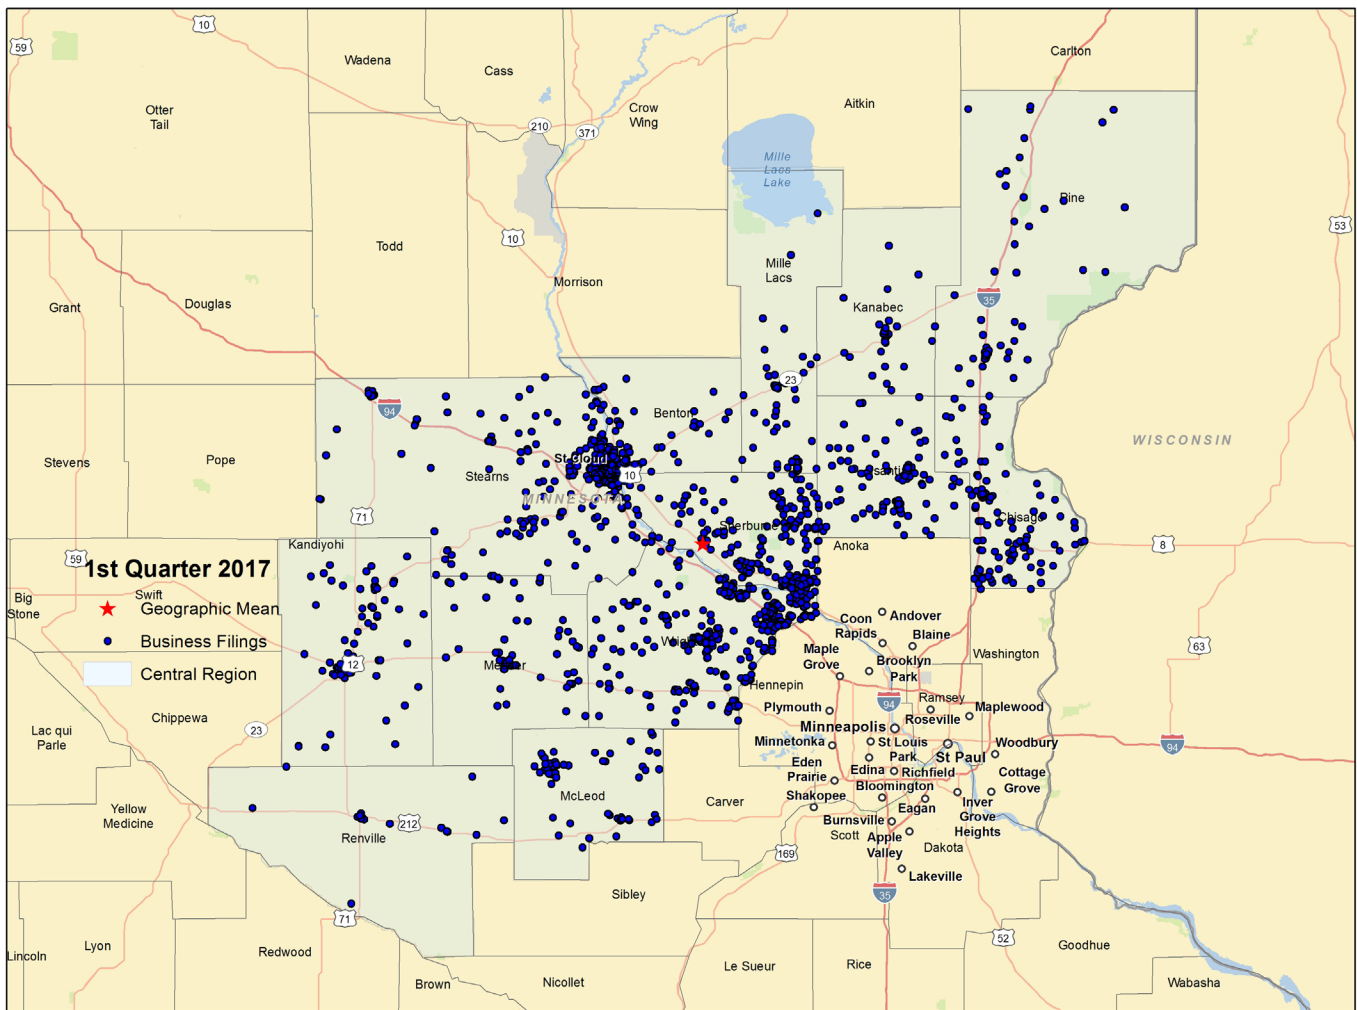 10
59
Wadena
Cass
Carlton
Otter
Tail
Crow
Wing
Aitkin
210
371
Mille
Lacs
Lake
Pine
53
Todd
10
Mille
Lacs
Morrison
Grant
Douglas
Kanabec
35
23
94
Benton
WISCONSIN
Stevens
Pope
St Cloud
Stearns
10
Isanti
MINNESOTA
71
Sherburne
Chisago
Kandiyohi
Anoka
8
59
1st Quarter 2017
Swift
Big
Stone
Geographic Mean
Business Filings
Central Region
Coon
Rapids
Andover
Blaine
Wright
Maple
Grove
Brooklyn
Park
Washington
63
12
Meeker
Hennepin
Ramsey
94
Plymouth
Roseville
Maplewood
Chippewa
23
Minneapolis
Lac qui
Parle
Minnetonka
St Louis
Park
St Paul
Woodbury
94
Eden
Prairie
Edina
Richfield
Cottage
Grove
Shakopee
Bloomington
McLeod
Carver
Eagan
Inver
Grove
Heights
Yellow
Medicine
Renville
212
Burnsville
Scott
Apple
Valley
Dakota
169
Lakeville
Sibley
35
71
Lyon
Lincoln
Redwood
52
Goodhue
Le Sueur
Rice
Brown
Nicollet
Wabasha